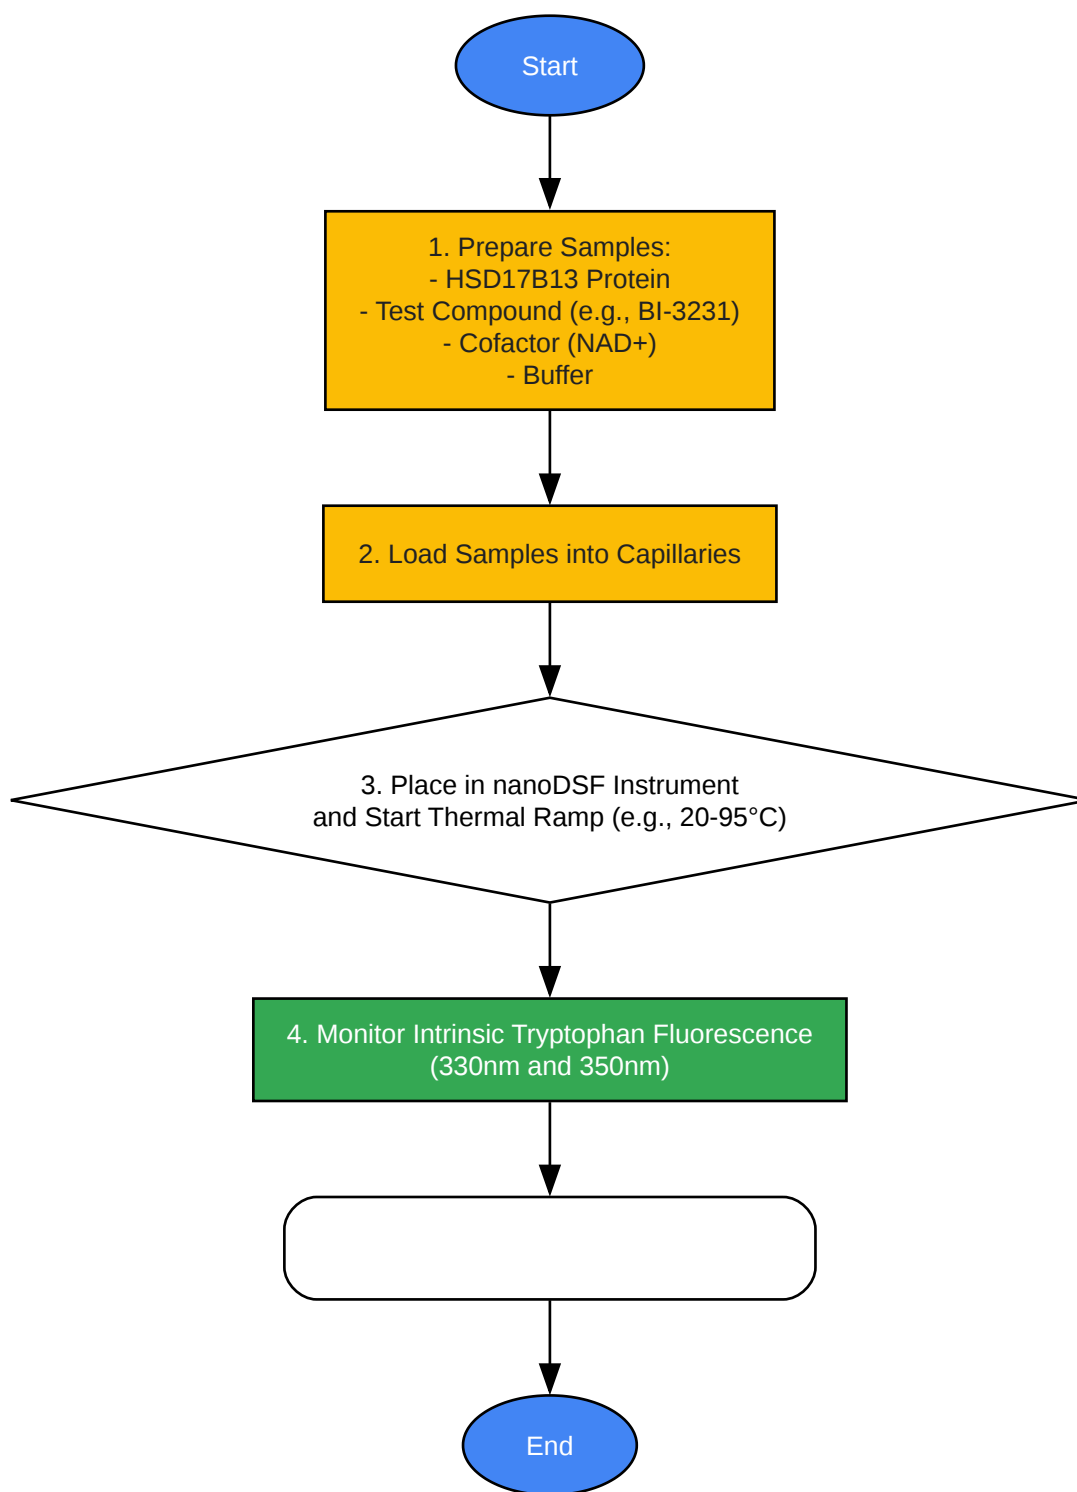 Start
1. Prepare Samples:
- HSD17B13 Protein
- Test Compound (e.g., BI-3231)
- Cofactor (NAD+)
- Buffer
2. Load Samples into Capillaries
3. Place in nanoDSF Instrument
and Start Thermal Ramp (e.g., 20-95°C)
4. Monitor Intrinsic Tryptophan Fluorescence
(330nm and 350nm)
End